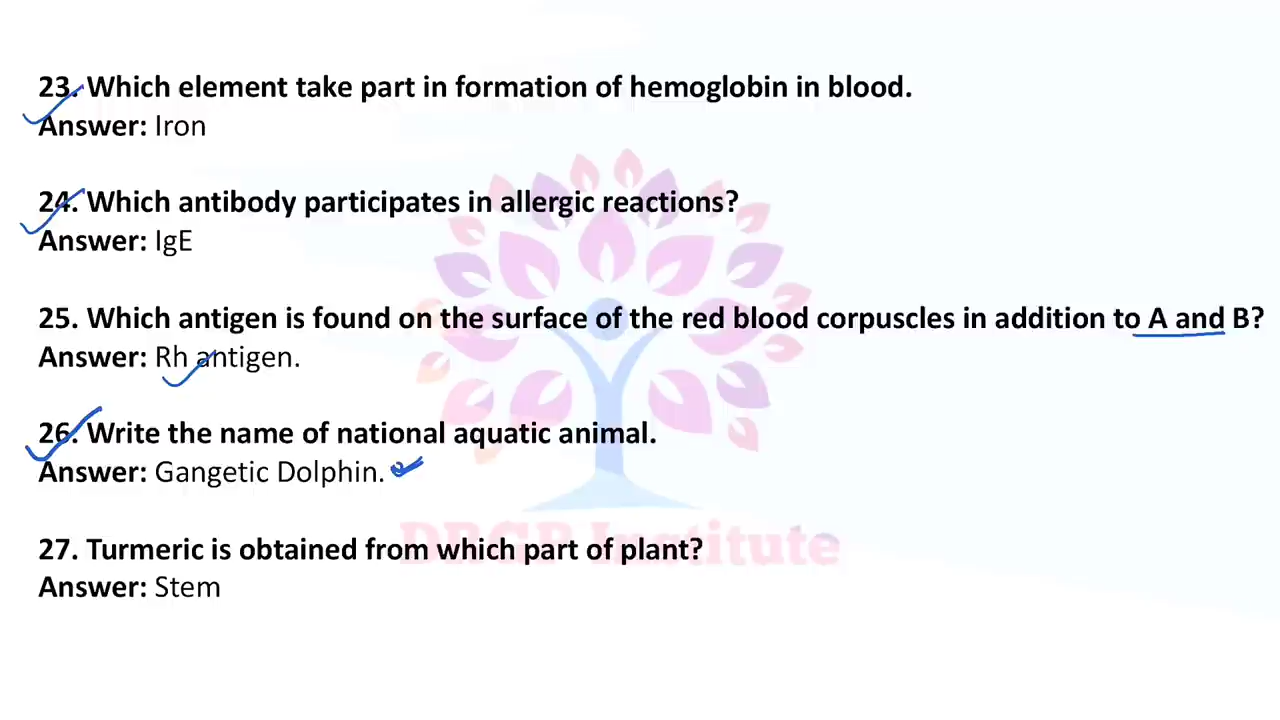 23. Which element take part in formation of hemoglobin in blood.
Answer: Iron
24. Which antibody participates in allergic reactions?
Answer: IgE
25. Which antigen is found on the surface of the red blood corpuscles in addition to A and B?
Answer: Rh antigen.
26. Write the name of national aquatic animal.
Answer: Gangetic Dolphin.
27. Turmeric is obtained from which part of plant?
DRGB Institute
Answer: Stem